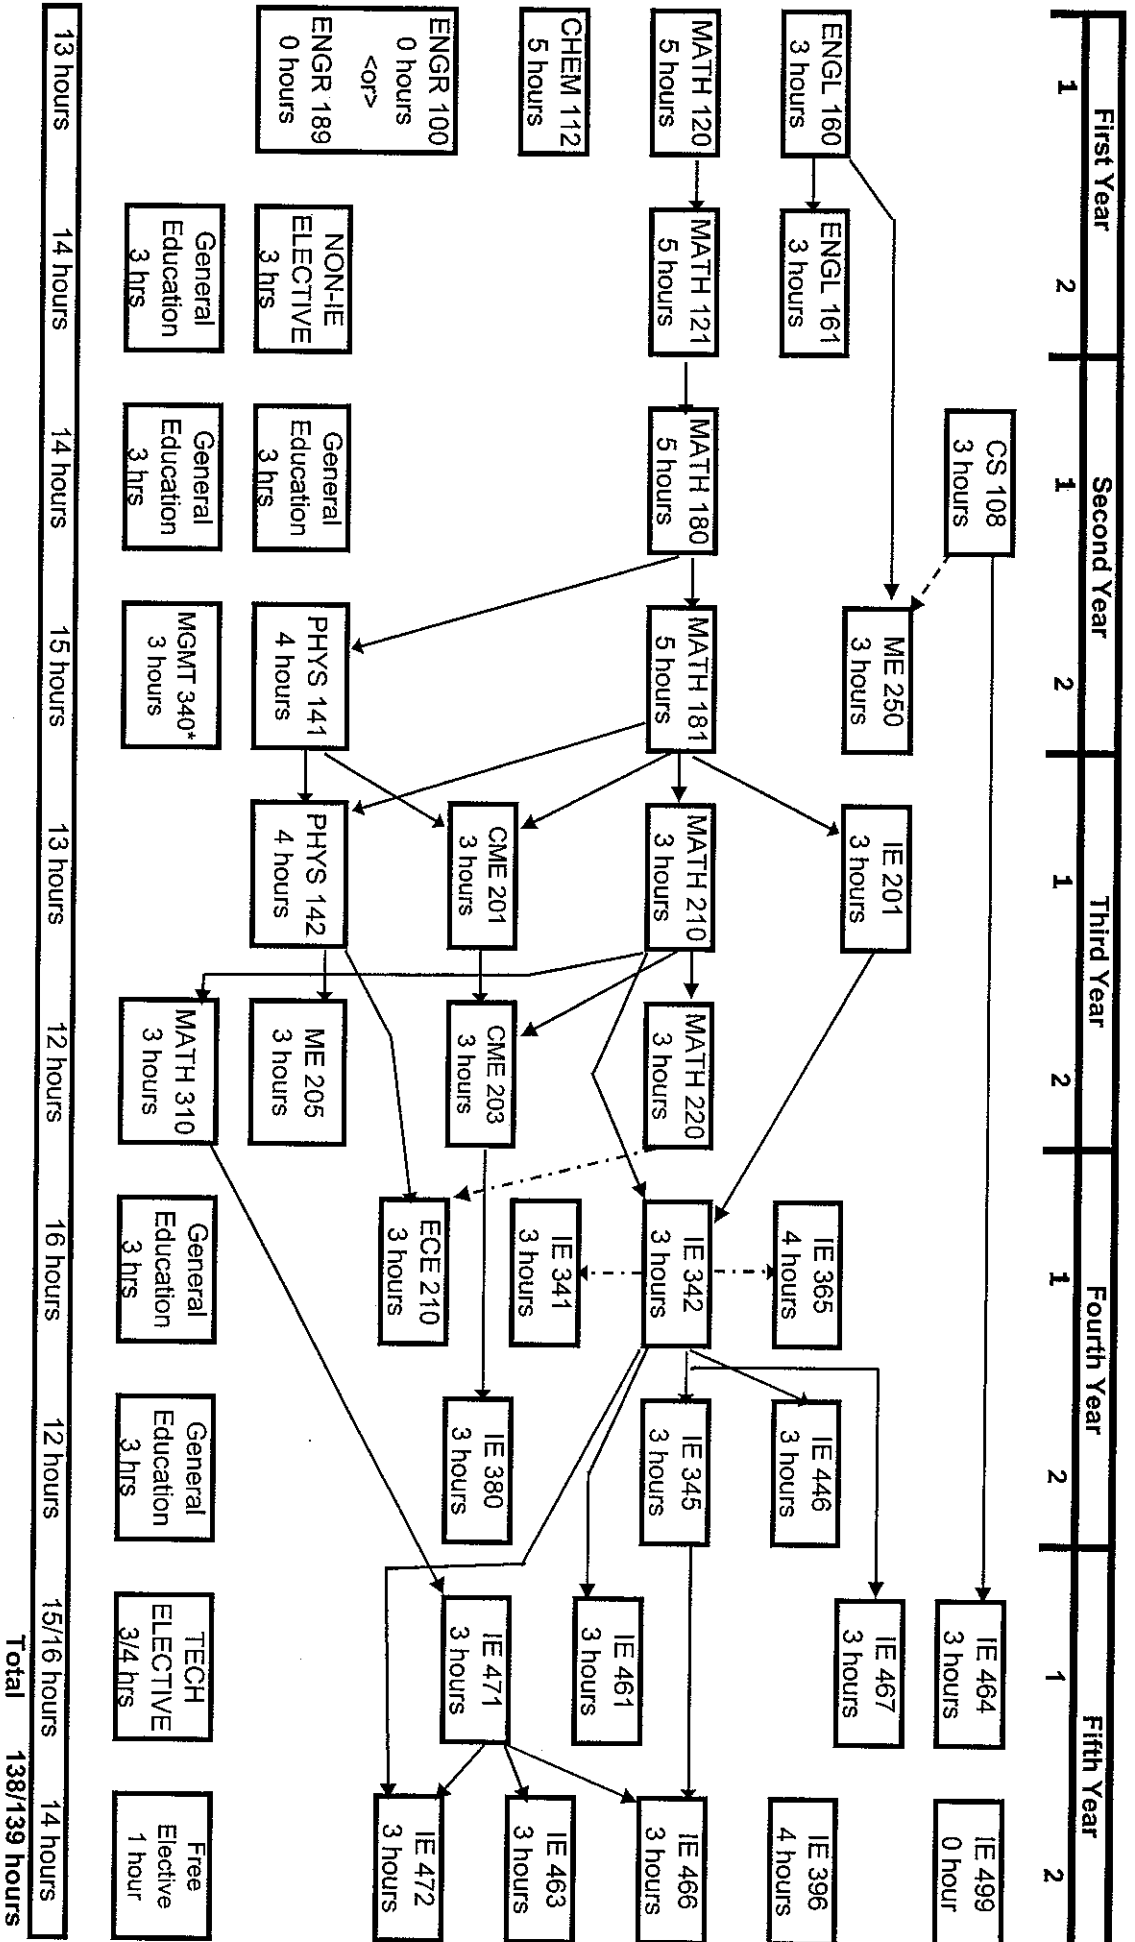 First Year
Second Year
Third Year
Fourth Year
Fifth Year
1
2
1
2
1
2
1
2
1
2
ENGL 160
3 hours
MATH 120
5 hours
CHEM 112
5 hours
ENGR 100
0 hours
<or>
ENGR 189
0 hours
13 hours
ENGL 161
3 hours
MATH 121
5 hours
NON-IE
ELECTIVE
3 hrs
General
Education
3 hrs
14 hours
CS 108
3 hours
MATH 180
5 hours
General
Education
3 hrs
General
Education
3 hrs
14 hours
ME 250
3 hours
MATH 181
5 hours
PHYS 141
4 hours
MGMT 340*
3 hours
15 hours
IE 201
3 hours
MATH 210
3 hours
CME 201
3 hours
PHYS 142
4 hours
13 hours
MATH 220
3 hours
CME 203
3 hours
ME 205
3 hours
MATH 310
3 hours
12 hours
IE 365
4 hours
IE 342
3 hours
IE 341
3 hours
ECE 210
3 hours
General
Education
3 hrs
16 hours
IE 446
3 hours
IE 345
3 hours
IE 380
3 hours
General
Education
3 hrs
12 hours
IE 464
3 hours
IE 467
3 hours
IE 461
3 hours
IE 471
3 hours
TECH
ELECTIVE
3/4 hrs
15/16 hours
IE 499
0 hour
IE 396
4 hours
IE 466
3 hours
IE 463
3 hours
IE 472
3 hours
Free
Elective
1 hour
14 hours
Total 138/139 hours